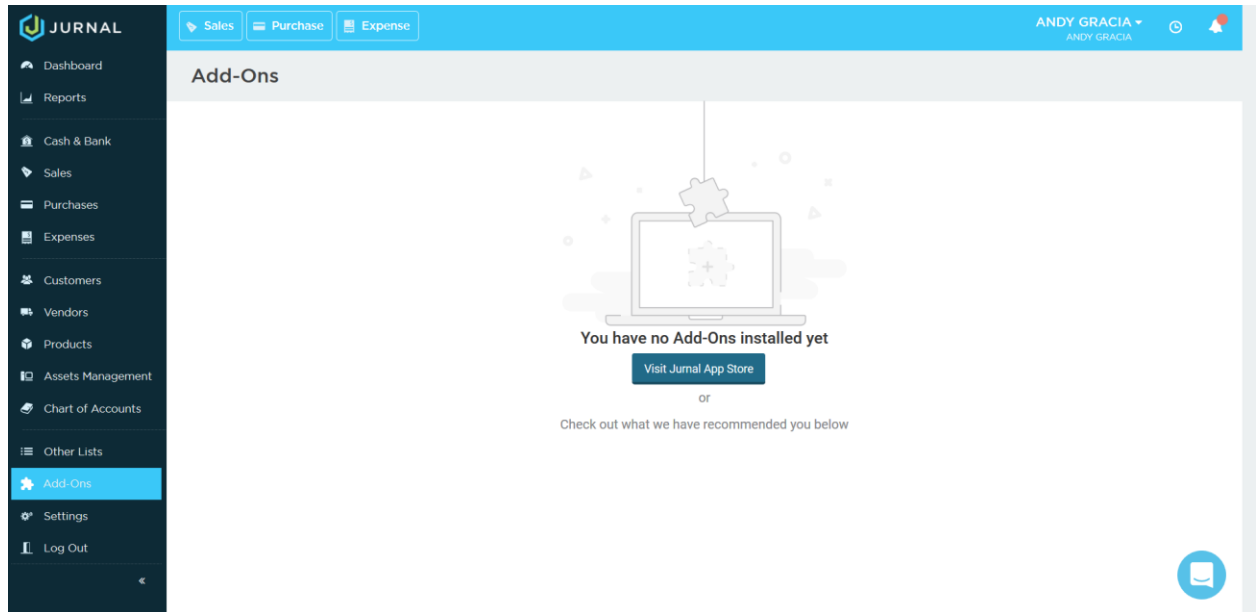 JURNAL
Sales
Purchase
Expense
ANDY GRACIA
ANDY GRACIA
Dashboard
Reports
Cash & Bank
Sales
Purchases
Expenses
Customers
Vendors
Products
Assets Management
Chart of Accounts
Other Lists
Add-Ons
Settings
Log Out
«
Add-Ons
You have no Add-Ons installed yet
Visit Jurnal App Store
or
Check out what we have recommended you below